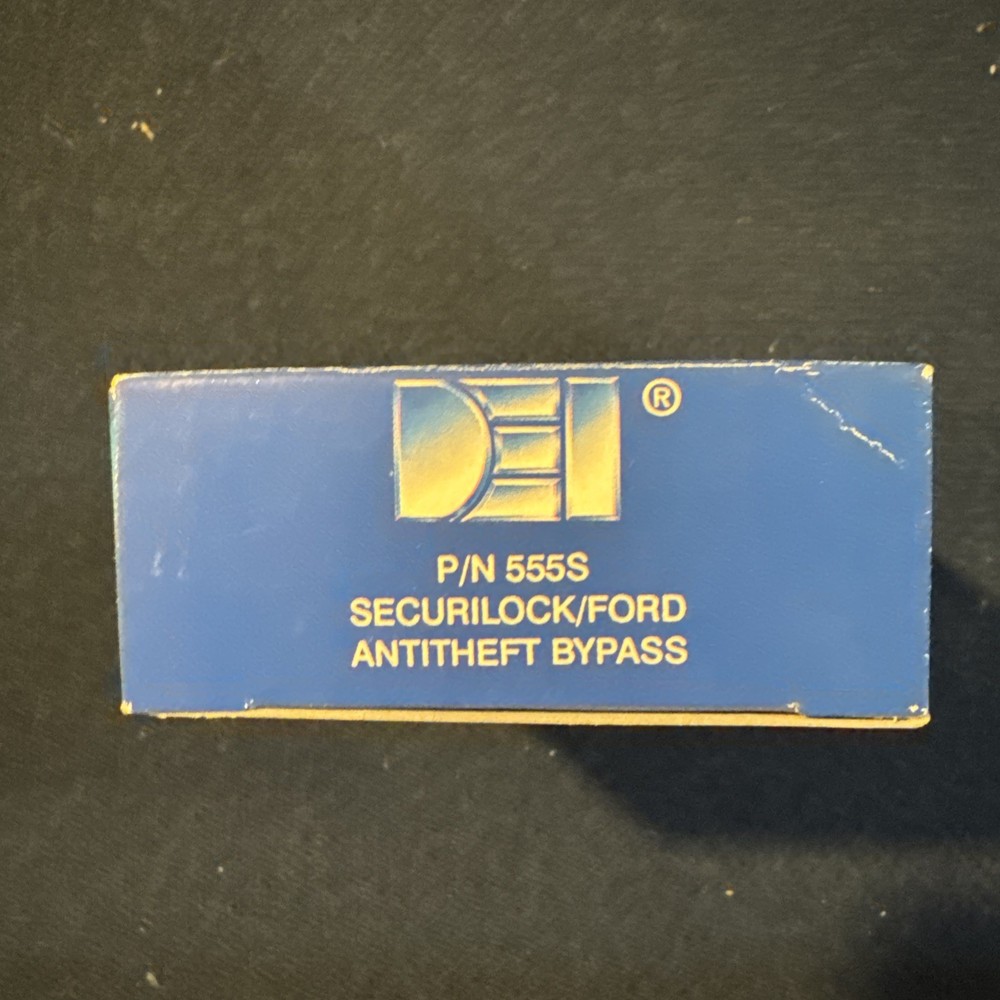 DEI ®
P/N 555S
SECURILOCK/FORD
ANTITHEFT BYPASS